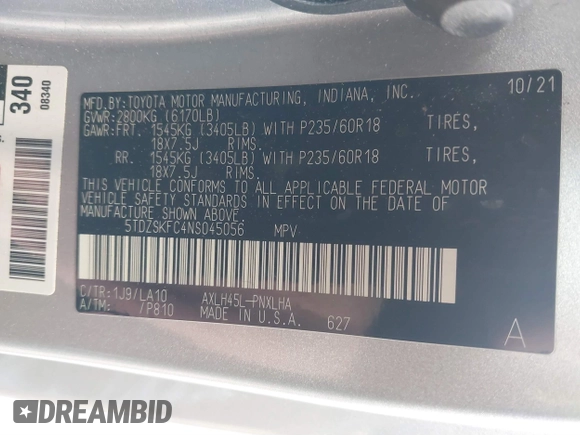 340
08340
MFD.BY:TOYOTA MOTOR MANUFACTURING, INDIANA, INC. 10/21
GVWR: 2800KG (6170LB)
GAWR: FRT. 1545KG (3405LB) WITH P235/60R18 TIRES,
18X7.5J RIMS.
RR. 1545KG (3405LB) WITH P235/60R18 TIRES,
18X7.5J RIMS.
THIS VEHICLE CONFORMS TO ALL APPLICABLE FEDERAL MOTOR
VEHICLE SAFETY STANDARDS IN EFFECT ON THE DATE OF
MANUFACTURE SHOWN ABOVE.
5TDZSKFC4NS045056 MPV
C/TR:1J9/LA10 AXLH45L-PNXLHA
A/TM: /P810 MADE IN U.S.A. 627
A
DREAMBID